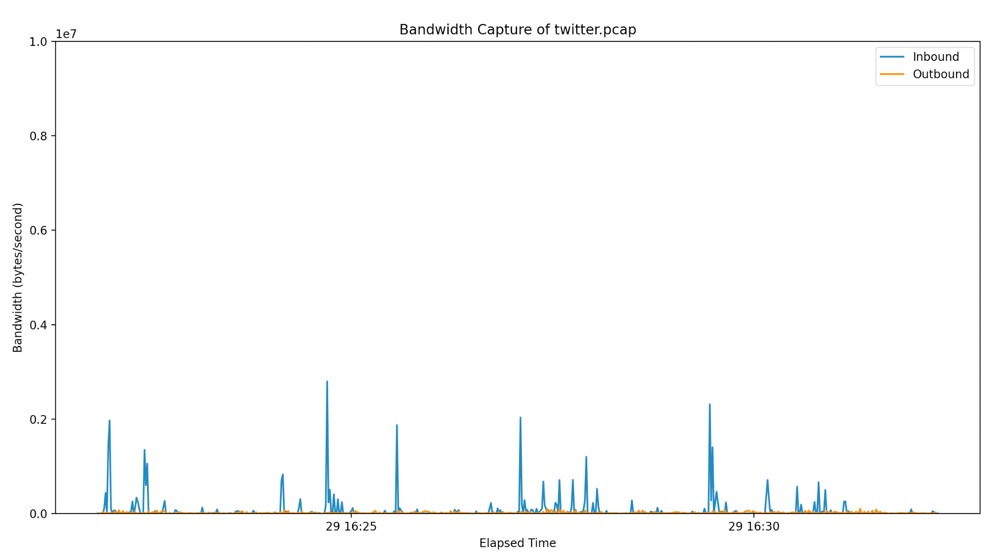 Bandwidth Capture of twitter.pcap
1e7
1.0
0.8
0.6
0.4
0.2
0.0
Bandwidth (bytes/second)
Inbound
Outbound
29 16:25
29 16:30
Elapsed Time